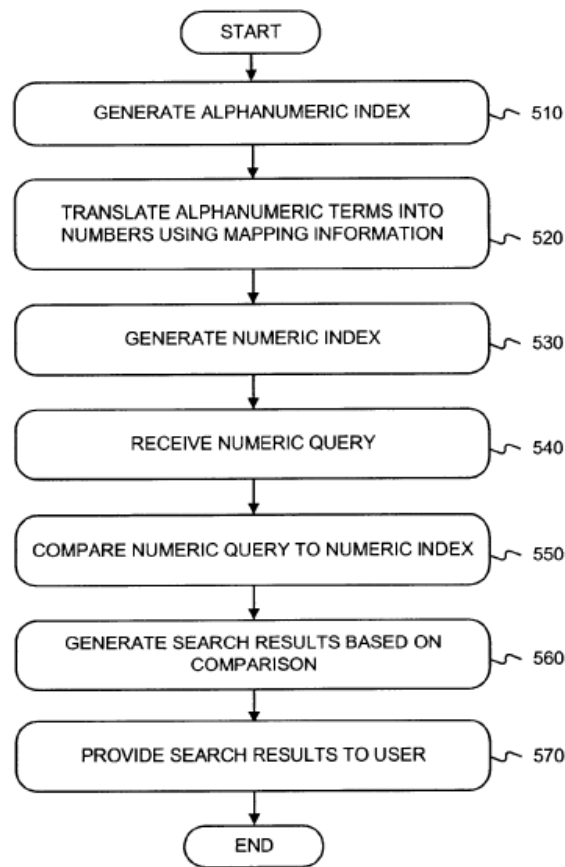 START
GENERATE ALPHANUMERIC INDEX
510
TRANSLATE ALPHANUMERIC TERMS INTO
NUMBERS USING MAPPING INFORMATION
520
GENERATE NUMERIC INDEX
530
RECEIVE NUMERIC QUERY
540
COMPARE NUMERIC QUERY TO NUMERIC INDEX
550
GENERATE SEARCH RESULTS BASED ON
COMPARISON
560
PROVIDE SEARCH RESULTS TO USER
570
END